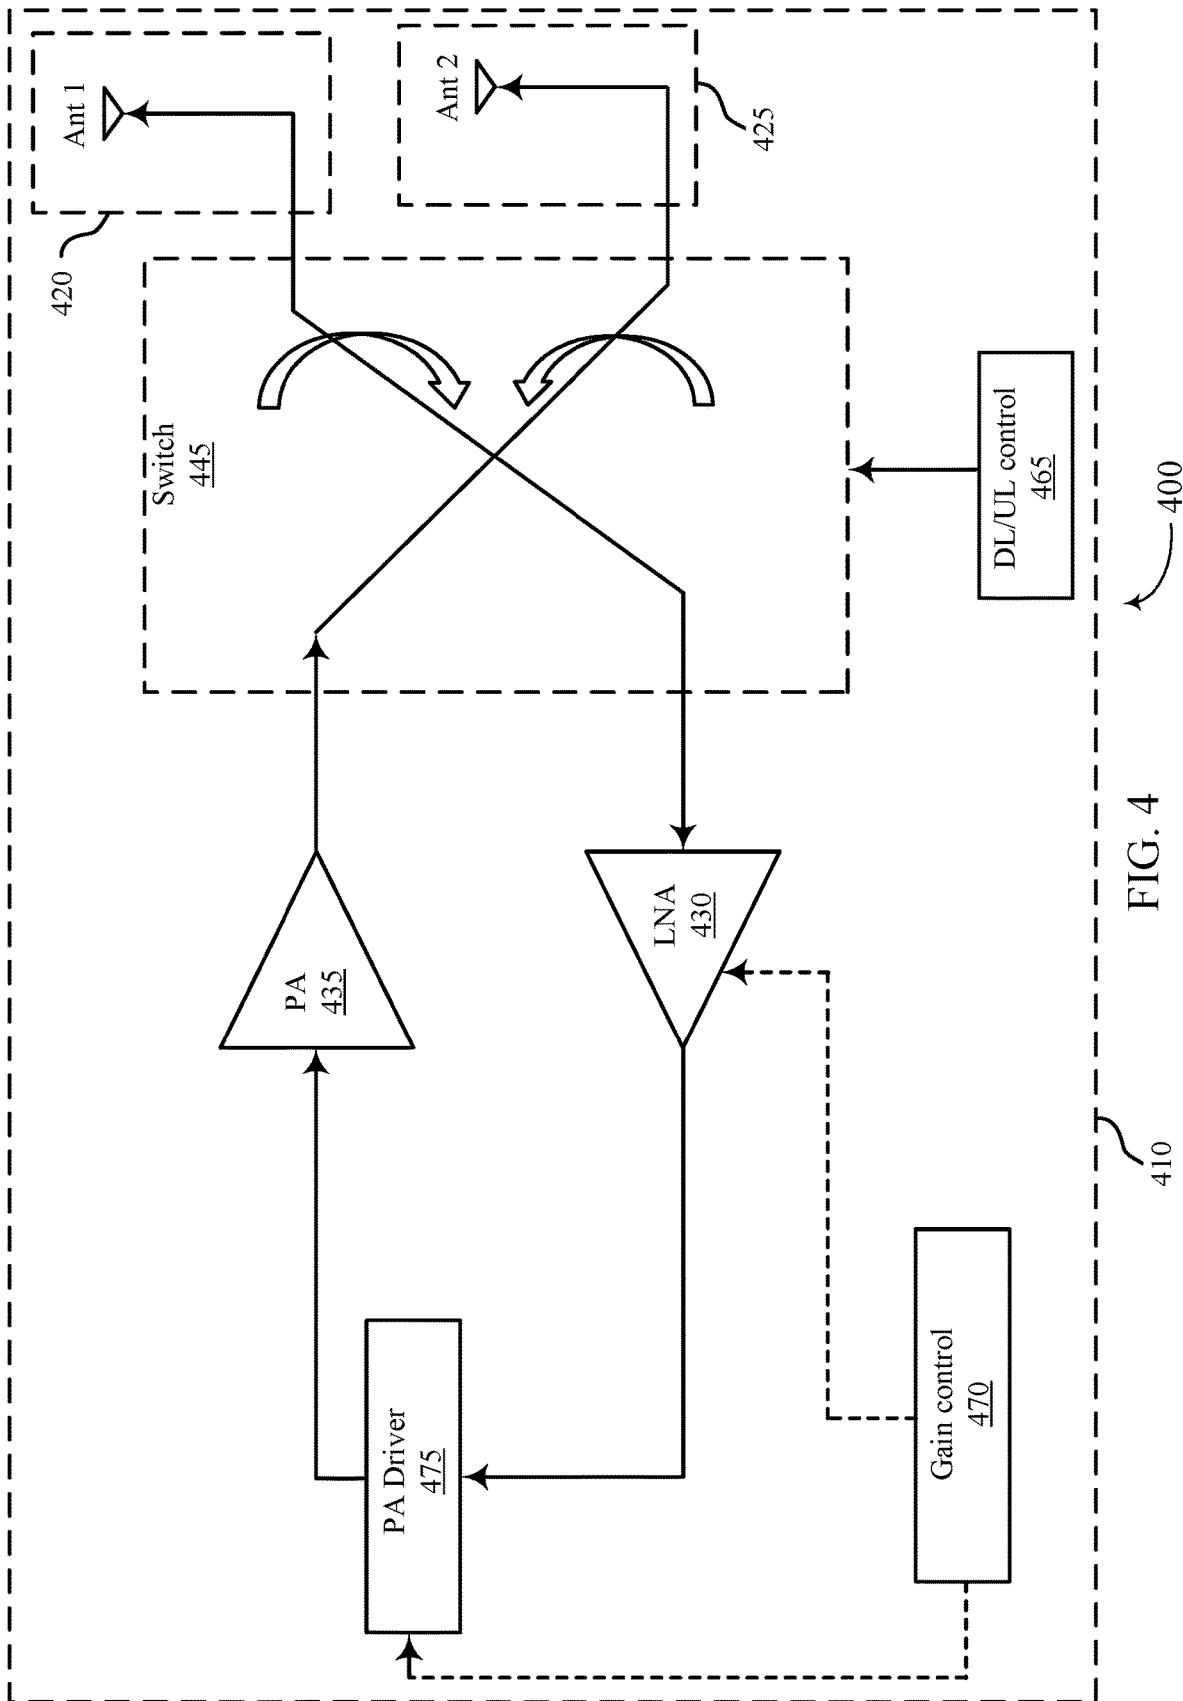 Ant 1
420
Ant 2
425
Switch
445
DL/UL control
465
400
PA
435
LNA
430
PA Driver
475
Gain control
470
410
FIG. 4